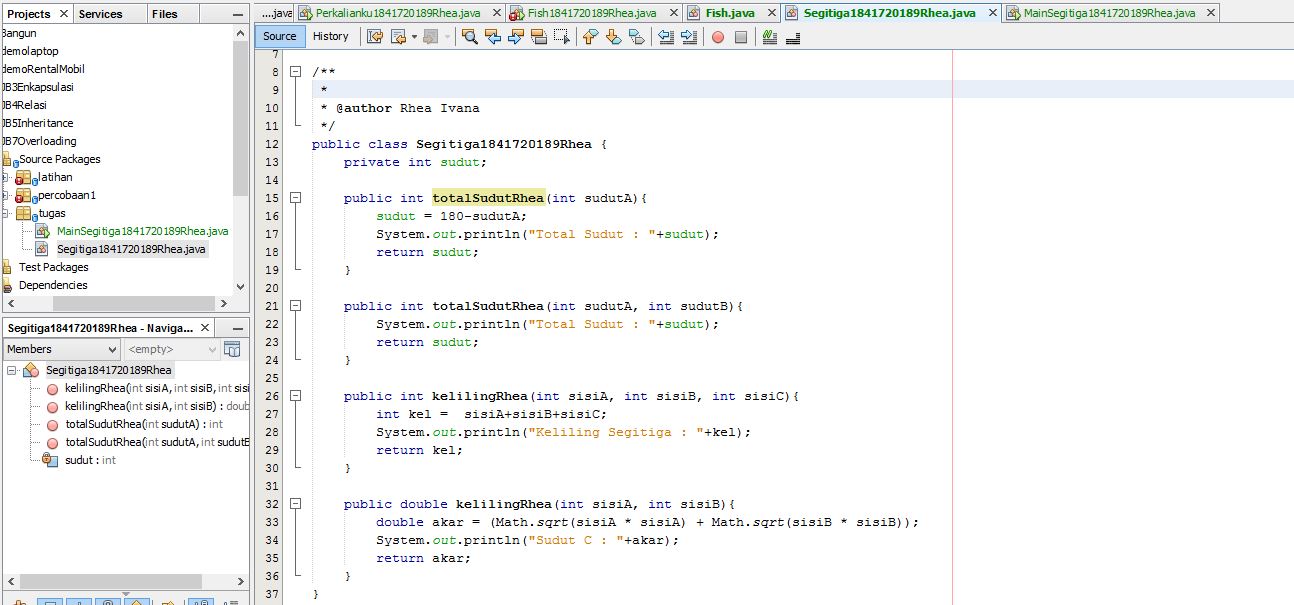 Projects Services Files
Bangun
demolaptop
demoRentalMobil
JB3Enkapsulasi
JB4Relasi
JB5Inheritance
JB7Overloading
Source Packages
latihan
percobaan1
tugas
MainSegitiga1841720189Rhea.java
Segitiga1841720189Rhea.java
Test Packages
Dependencies
Segitiga1841720189Rhea - Naviga...
Members <empty>
Segitiga1841720189Rhea
kelilingRhea(int sisiA, int sisiB, int sisi
kelilingRhea(int sisiA, int sisiB) : doub
totalSudutRhea(int sudutA) : int
totalSudutRhea(int sudutA, int sudutB
sudut : int
....java Perkalianku1841720189Rhea.java Fish1841720189Rhea.java Fish.java Segitiga1841720189Rhea.java MainSegitiga1841720189Rhea.java
Source History
7
8 /**
9 *
10 * @author Rhea Ivana
11 */
12 public class Segitiga1841720189Rhea {
13 private int sudut;
14
15 public int totalSudutRhea(int sudutA){
16 sudut = 180-sudutA;
17 System.out.println("Total Sudut : "+sudut);
18 return sudut;
19 }
20
21 public int totalSudutRhea(int sudutA, int sudutB){
22 System.out.println("Total Sudut : "+sudut);
23 return sudut;
24 }
25
26 public int kelilingRhea(int sisiA, int sisiB, int sisiC){
27 int kel = sisiA+sisiB+sisiC;
28 System.out.println("Keliling Segitiga : "+kel);
29 return kel;
30 }
31
32 public double kelilingRhea(int sisiA, int sisiB){
33 double akar = (Math.sqrt(sisiA * sisiA) + Math.sqrt(sisiB * sisiB));
34 System.out.println("Sudut C : "+akar);
35 return akar;
36 }
37 }